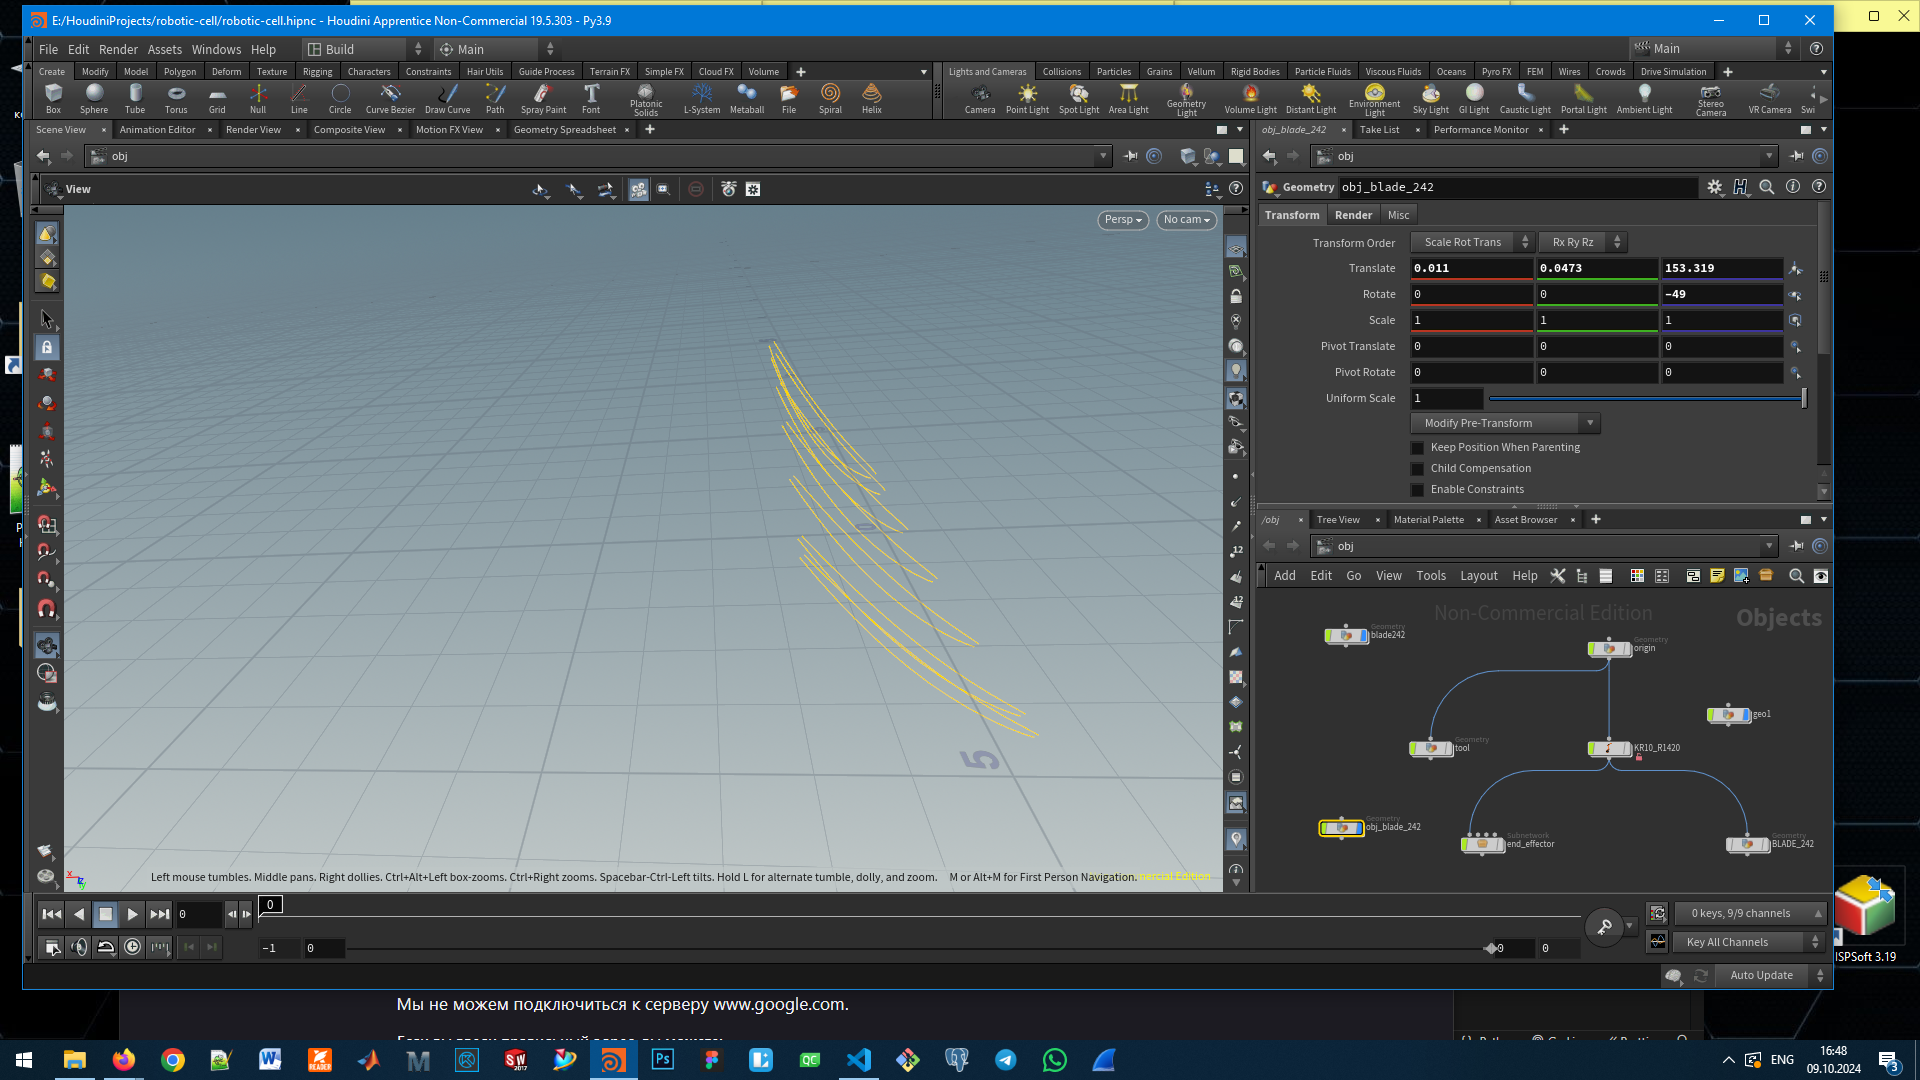 E:/HoudiniProjects/robotic-cell/robotic-cell.hipnc - Houdini Apprentice Non-Commercial 19.5.303 - Py3.9
File Edit Render Assets Windows Help Build Main Main
Create Modify Model Polygon Deform Texture Rigging Characters Constraints Hair Utils Guide Process Terrain FX Simple FX Cloud FX Volume
Lights and Cameras Collisions Particles Grains Vellum Rigid Bodies Particle Fluids Viscous Fluids Oceans Pyro FX FEM Wires Crowds Drive Simulation
Box Sphere Tube Torus Grid Null Line Circle Curve Bezier Draw Curve Path Spray Paint Font Platonic Solids L-System Metaball File Spiral Helix
Camera Point Light Spot Light Area Light Geometry Light Volume Light Distant Light Environment Light Sky Light GI Light Caustic Light Portal Light Ambient Light Stereo Camera VR Camera
Scene View Animation Editor Render View Composite View Motion FX View Geometry Spreadsheet
obj_blade_242 Take List Performance Monitor
obj
obj
View
Geometry obj_blade_242
Persp No cam
Transform Render Misc
Transform Order Scale Rot Trans Rx Ry Rz
Translate 0.011 0.0473 153.319
Rotate 0 0 -49
Scale 1 1 1
Pivot Translate 0 0 0
Pivot Rotate 0 0 0
Uniform Scale 1
Modify Pre-Transform
Keep Position When Parenting
Child Compensation
Enable Constraints
/obj Tree View Material Palette Asset Browser
obj
Add Edit Go View Tools Layout Help
Non-Commercial Edition
Objects
Geometry
blade242
Geometry
origin
geo1
Geometry
tool
KR10_R1420
Geometry
obj_blade_242
Subnetwork
end_effector
Geometry
BLADE_242
12
12
0
5
Left mouse tumbles. Middle pans. Right dollies. Ctrl+Alt+Left box-zooms. Ctrl+Right zooms. Spacebar-Ctrl-Left tilts. Hold L for alternate tumble, dolly, and zoom. M or Alt+M for First Person Navigation.
0 0
0 keys, 9/9 channels
-1 0 0 0
Key All Channels
Auto Update
ISPSoft 3.19
Мы не можем подключиться к серверу www.google.com.
ENG
16:48
09.10.2024
3